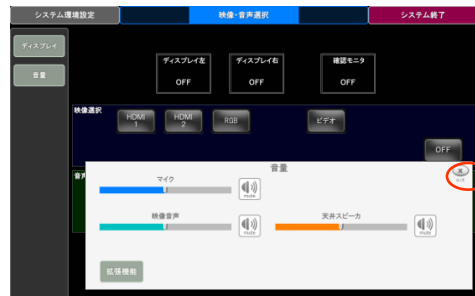 システム環境設定
映像・音声選択
システム終了
ディスプレイ
音量
ディスプレイ左
OFF
ディスプレイ右
OFF
確認モニタ
OFF
映像選択
HDMI
1
HDMI
2
RGB
ビデオ
OFF
音量
マイク
mute
映像音声
mute
天井スピーカ
mute
拡張機能